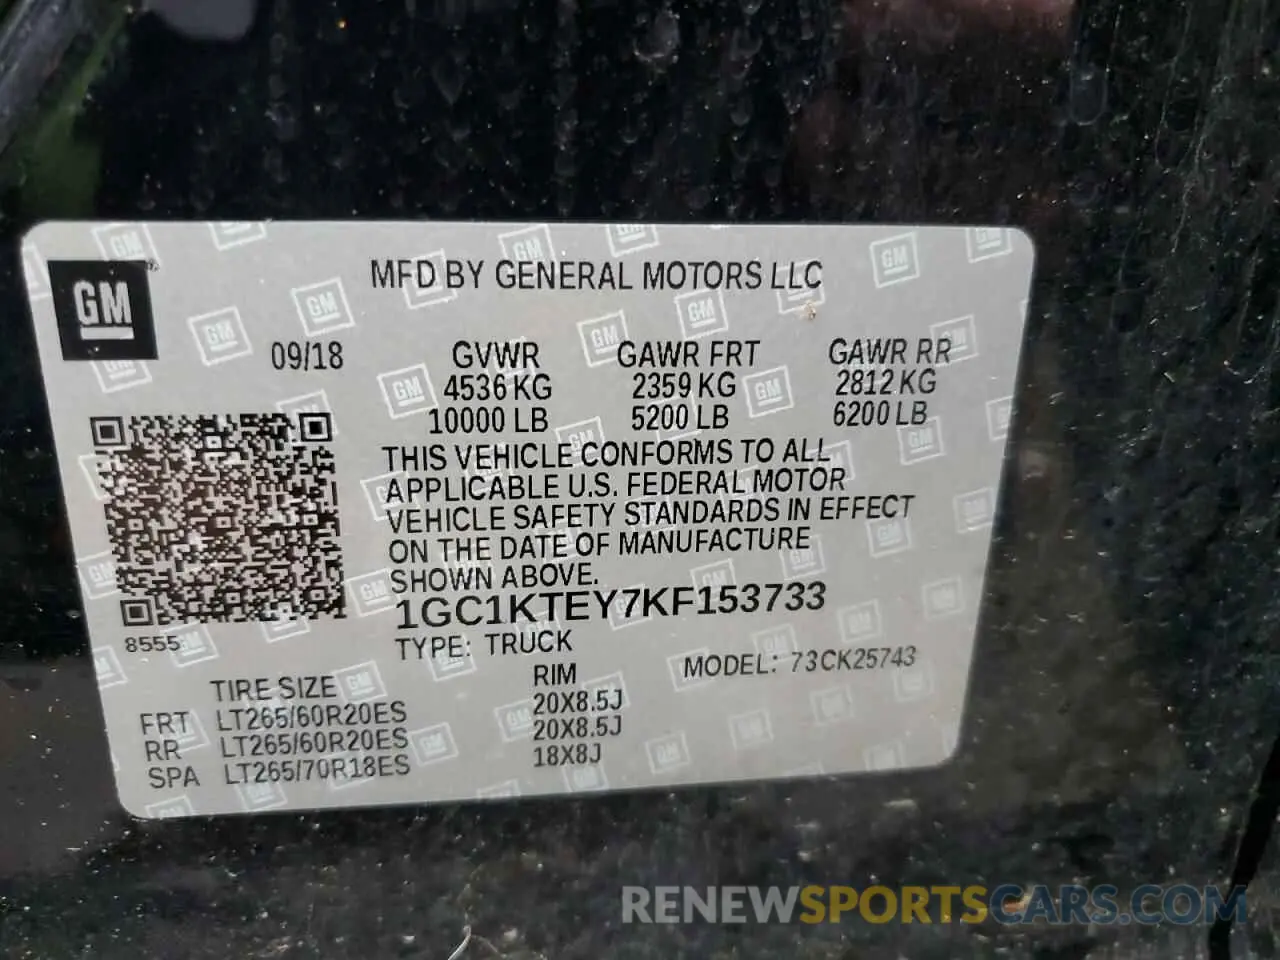 GM
MFD BY GENERAL MOTORS LLC
09/18 GVWR GAWR FRT GAWR RR
4536 KG 2359 KG 2812 KG
10000 LB 5200 LB 6200 LB
THIS VEHICLE CONFORMS TO ALL
APPLICABLE U.S. FEDERAL MOTOR
VEHICLE SAFETY STANDARDS IN EFFECT
ON THE DATE OF MANUFACTURE
SHOWN ABOVE.
1GC1KTEY7KF153733
8555
TYPE: TRUCK
MODEL: 73CK25743
TIRE SIZE RIM
FRT LT265/60R20ES 20X8.5J
RR LT265/60R20ES 20X8.5J
SPA LT265/70R18ES 18X8J
RENEWSPORTSCARS.COM